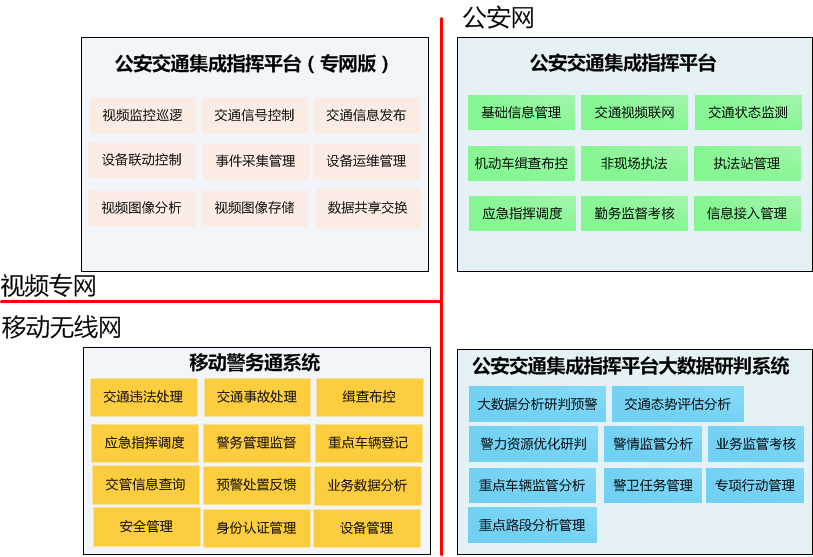 公安网
公安交通集成指挥平台（专网版）
视频监控巡逻 交通信号控制 交通信息发布
设备联动控制 事件采集管理 设备运维管理
视频图像分析 视频图像存储 数据共享交换
公安交通集成指挥平台
基础信息管理 交通视频联网 交通状态监测
机动车缉查布控 非现场执法 执法站管理
应急指挥调度 勤务监督考核 信息接入管理
视频专网
移动无线网
移动警务通系统
交通违法处理 交通事故处理 缉查布控
应急指挥调度 警务管理监督 重点车辆登记
交管信息查询 预警处置反馈 业务数据分析
安全管理 身份认证管理 设备管理
公安交通集成指挥平台大数据研判系统
大数据分析研判预警 交通态势评估分析
警力资源优化研判 警情监管分析 业务监管考核
重点车辆监管分析 警卫任务管理 专项行动管理
重点路段分析管理